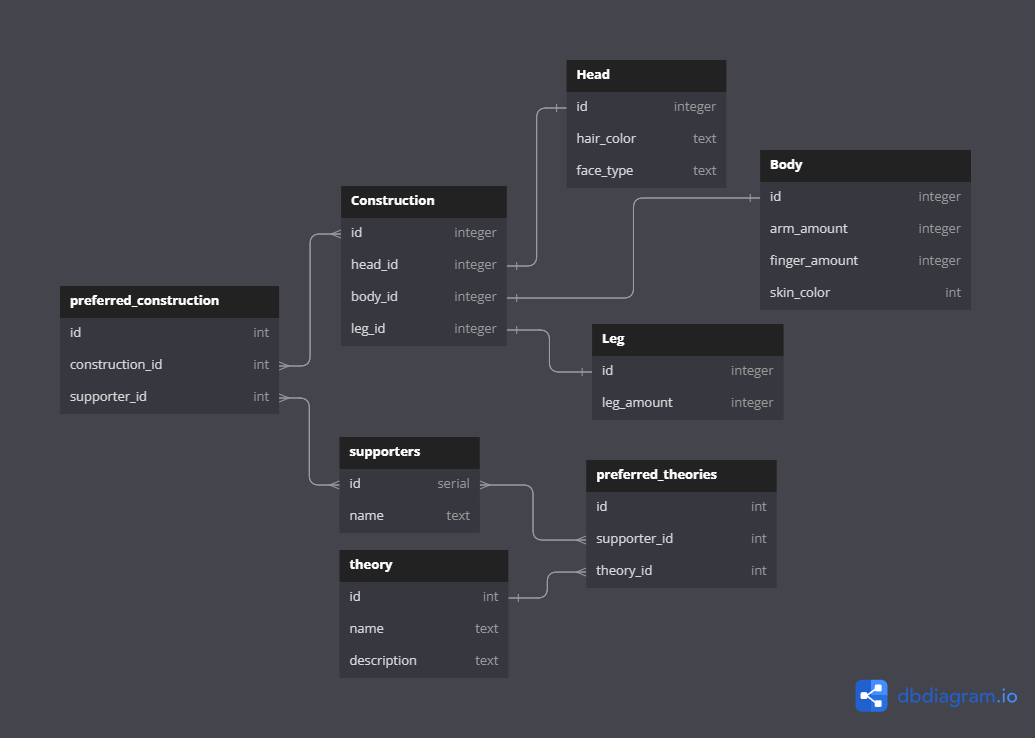 Head
id integer
hair_color text
face_type text
Body
id integer
arm_amount integer
finger_amount integer
skin_color int
Construction
id integer
head_id integer
body_id integer
leg_id integer
preferred_construction
id int
construction_id int
supporter_id int
Leg
id integer
leg_amount integer
supporters
id serial
name text
preferred_theories
id int
supporter_id int
theory_id int
theory
id int
name text
description text
dbdiagram.io